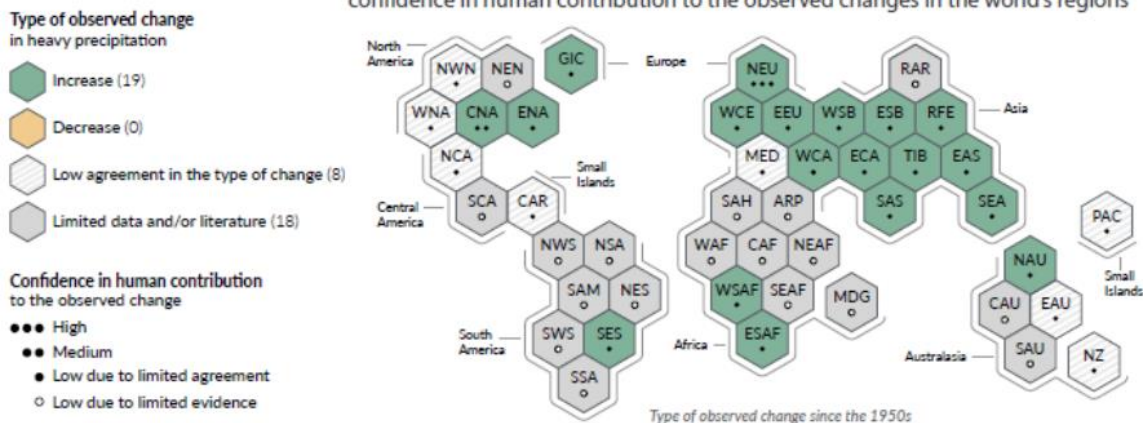 confidence in human contribution to the observed changes in the world's regions
Type of observed change
in heavy precipitation
Increase (19)
Decrease (0)
Low agreement in the type of change (8)
Limited data and/or literature (18)
Confidence in human contribution
to the observed change
●●● High
●● Medium
● Low due to limited agreement
○ Low due to limited evidence
North
America
NWN
NEN
GIC
Europe
NEU
RAR
WNA
CNA
ENA
WCE
EEU
WSB
ESB
RFE
Asia
NCA
MED
WCA
ECA
TIB
EAS
Small
Islands
Central
America
SCA
CAR
SAH
ARP
SAS
SEA
PAC
NWS
NSA
WAF
CAF
NEAF
NAU
Small
Islands
SAM
NES
WSAF
SEAF
MDG
CAU
EAU
South
America
SWS
SES
Africa
ESAF
Australasia
SAU
NZ
SSA
Type of observed change since the 1950s